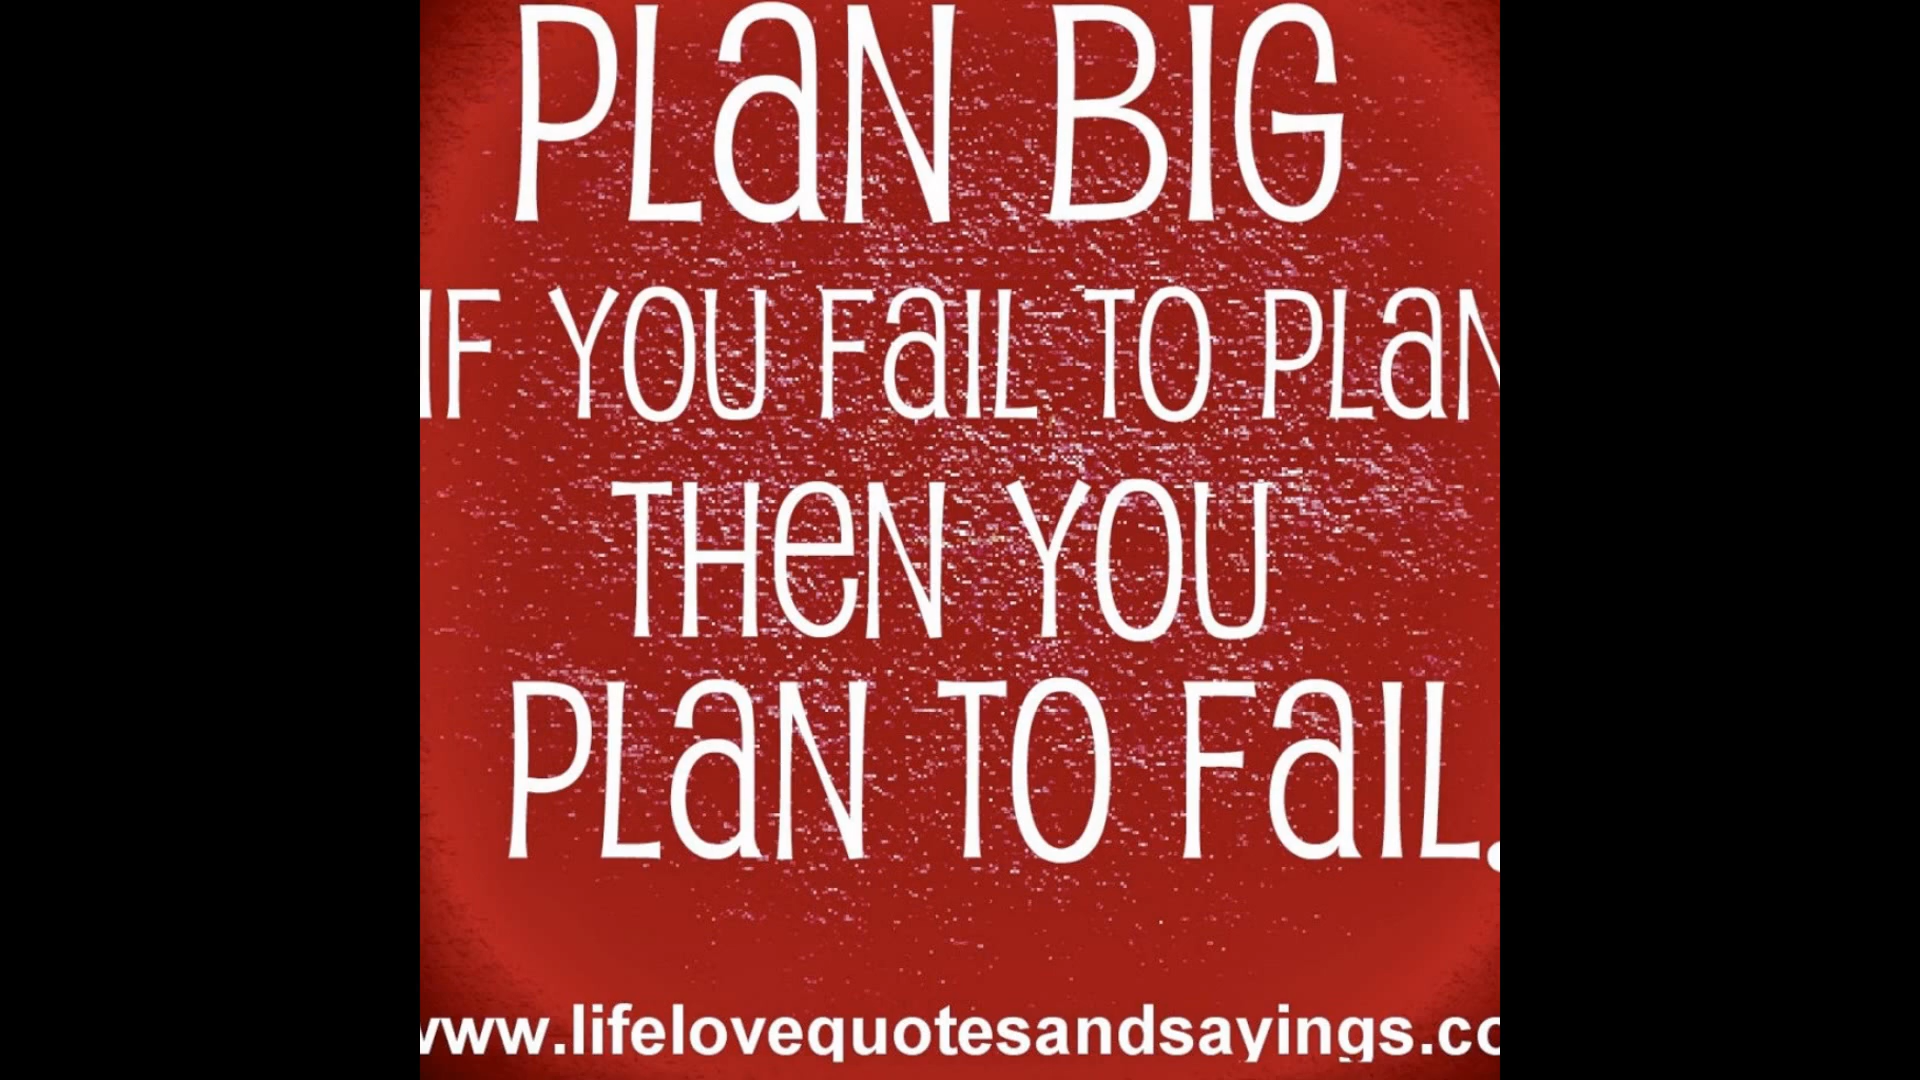 PLaN BIG
IF YOU FaIL TO PLaN
THeN YOU
PLaN TO FaIL.
www.lifelovequotesandsayings.co